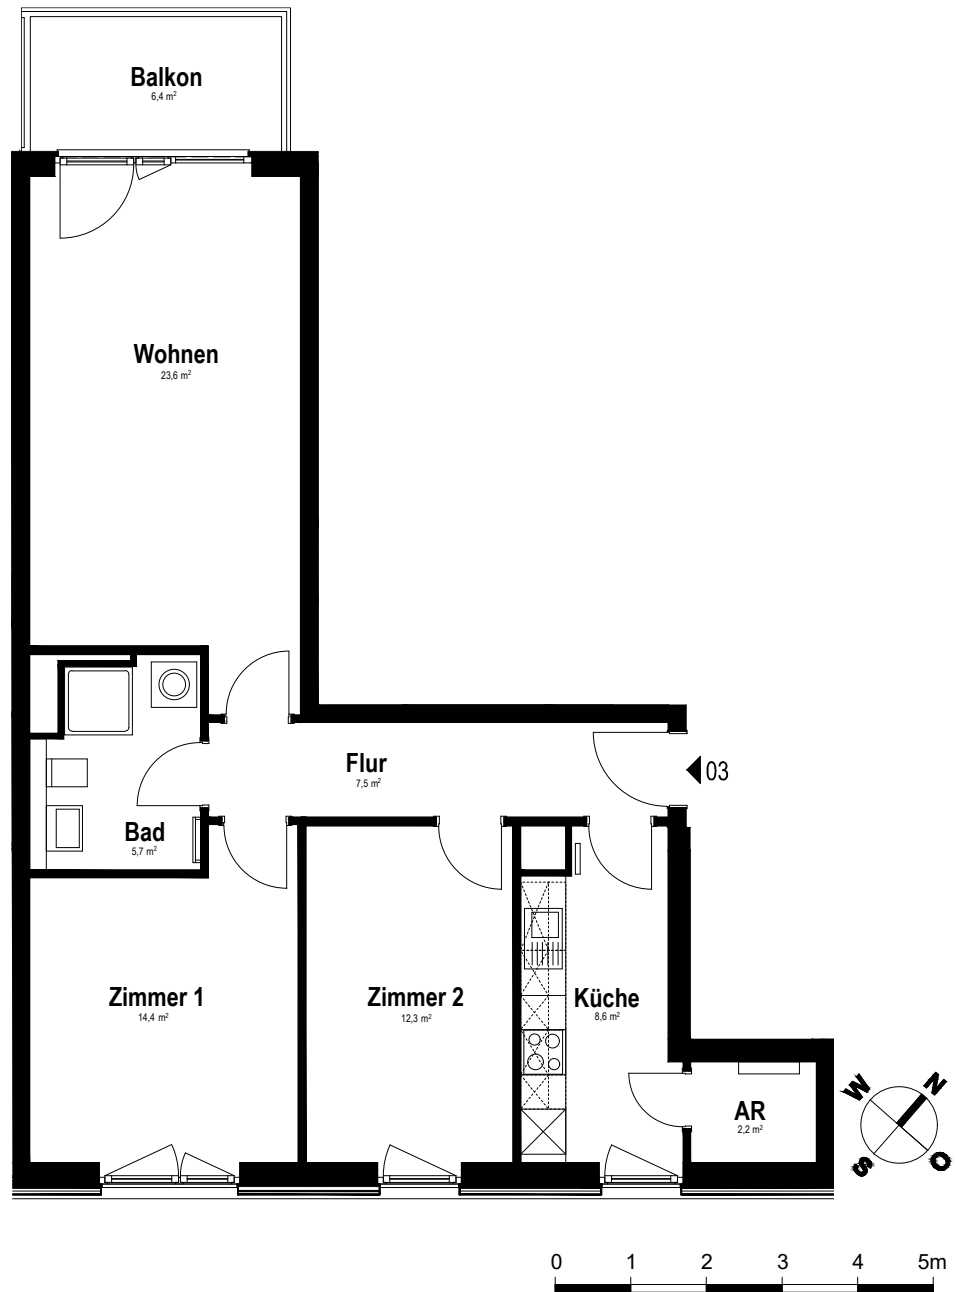 Balkon
6,4 m²
Wohnen
23,6 m²
Flur
7,5 m²
03
Bad
5,7 m²
Zimmer 1
14,4 m²
Zimmer 2
12,3 m²
Küche
8,6 m²
AR
2,2 m²
W N
S O
0 1 2 3 4 5m